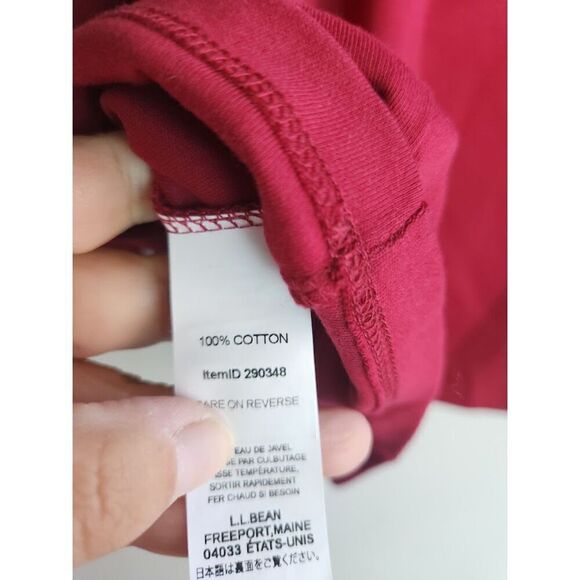 100% COTTON
ItemID 290348
CARE ON REVERSE
EAU DE JAVEL
PAR CULBUTAGE
TEMPÉRATURE,
SORTIR RAPIDEMENT
FER CHAUD SI BESOIN
L.L.BEAN
FREEPORT,MAINE
04033 ÉTATS-UNIS
日本語は裏面をご覧ください